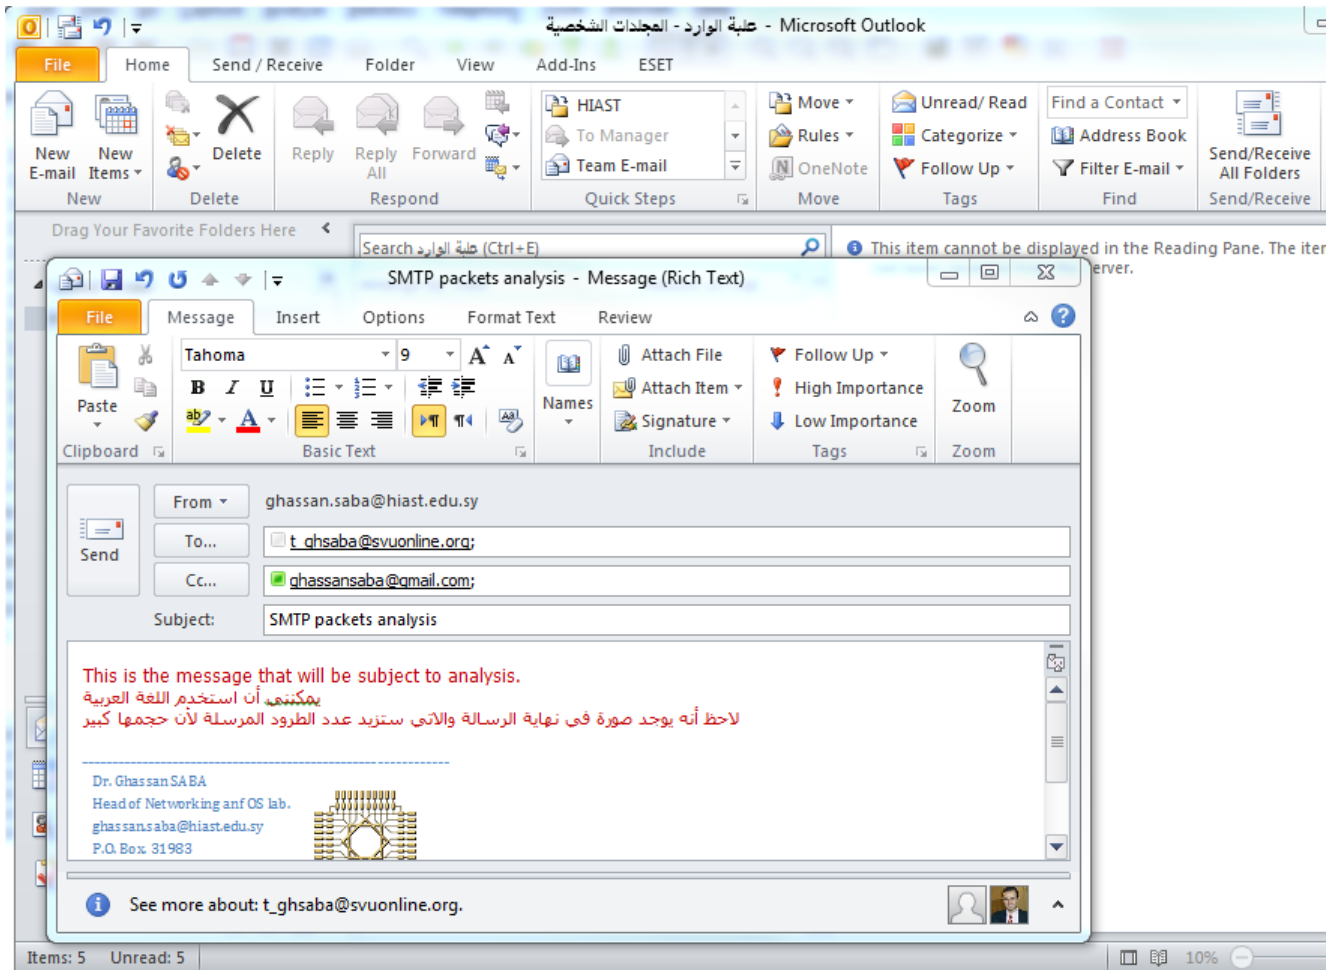 علبة الوارد - المجلدات الشخصية - Microsoft Outlook
File Home Send / Receive Folder View Add-Ins ESET
New E-mail
New Items
Delete
Reply
Reply All
Forward
HIAST
To Manager
Team E-mail
Move
Rules
OneNote
Unread/ Read
Categorize
Follow Up
Find a Contact
Address Book
Filter E-mail
Send/Receive All Folders
New Delete Respond Quick Steps Move Tags Find Send/Receive
Drag Your Favorite Folders Here
Search علبة الوارد (Ctrl+E)
This item cannot be displayed in the Reading Pane. The
erver.
SMTP packets analysis - Message (Rich Text)
File Message Insert Options Format Text Review
Paste
Tahoma 9
B I U
Names
Attach File
Attach Item
Signature
Follow Up
High Importance
Low Importance
Zoom
Clipboard Basic Text Include Tags Zoom
Send
From ghassan.saba@hiast.edu.sy
To... t_ghsaba@svuonline.org;
Cc... ghassansaba@gmail.com;
Subject: SMTP packets analysis
This is the message that will be subject to analysis.
يمكنني أن استخدم اللغة العربية
لاحظ أنه يوجد صورة في نهاية الرسالة والاتي ستزيد عدد الطرود المرسلة لأن حجمها كبير
Dr. Ghassan SABA
Head of Networking anf OS lab.
ghassan.saba@hiast.edu.sy
P.O. Box 31983
See more about: t_ghsaba@svuonline.org.
Items: 5 Unread: 5 10%